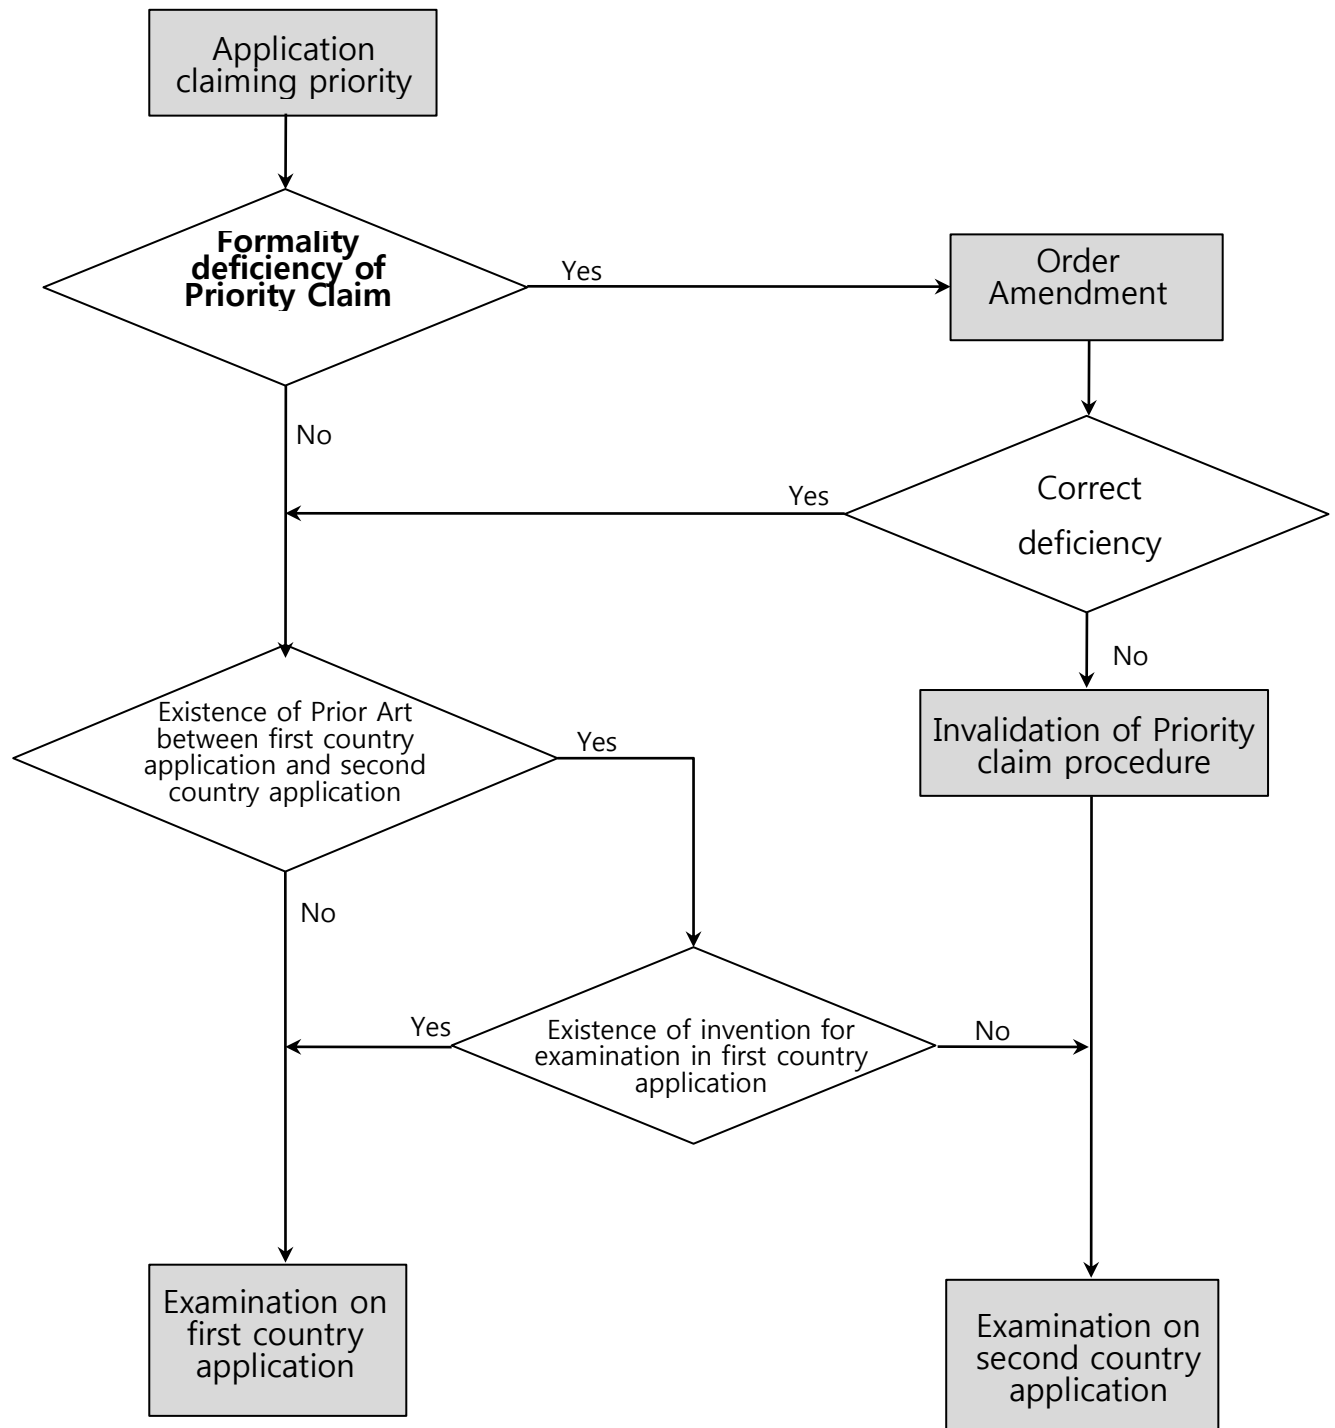 Application
claiming priority
Formality
deficiency of
Priority Claim
Yes
Order
Amendment
No
Yes
Correct
deficiency
No
Existence of Prior Art
between first country
application and second
country application
Yes
Invalidation of Priority
claim procedure
No
Yes
Existence of invention for
examination in first country
application
No
Examination on
first country
application
Examination on
second country
application